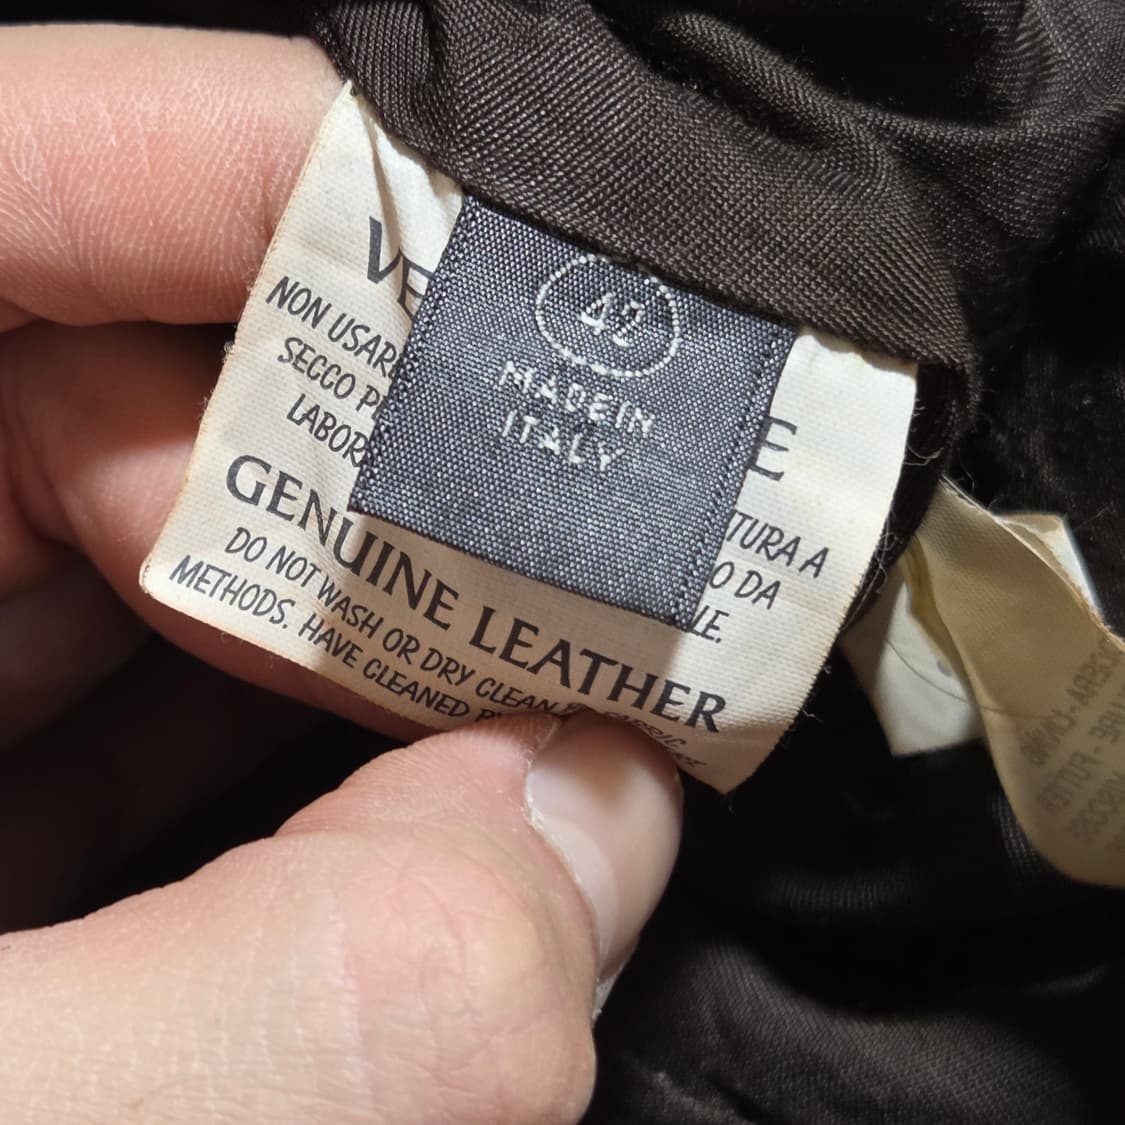 42
MADE IN
ITALY
VE E
NON USAR TURA A
SECCO P O DA
LABOR LE.
GENUINE LEATHER
DO NOT WASH OR DRY CLEAN FABRIC
METHODS. HAVE CLEANED